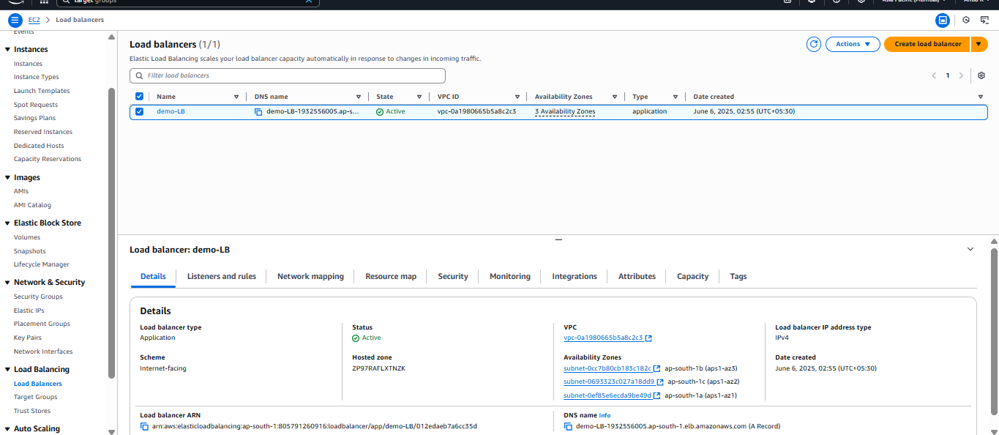 target groups
Asia Pacific (Mumbai)
EC2 > Load balancers
Events
Instances
Instances
Instance Types
Launch Templates
Spot Requests
Savings Plans
Reserved Instances
Dedicated Hosts
Capacity Reservations
Images
AMIs
AMI Catalog
Elastic Block Store
Volumes
Snapshots
Lifecycle Manager
Network & Security
Security Groups
Elastic IPs
Placement Groups
Key Pairs
Network Interfaces
Load Balancing
Load Balancers
Target Groups
Trust Stores
Auto Scaling
Load balancers (1/1)
Actions
Create load balancer
Elastic Load Balancing scales your load balancer capacity automatically in response to changes in incoming traffic.
Filter load balancers
1
Name DNS name State VPC ID Availability Zones Type Date created
demo-LB demo-LB-1932556005.ap-s... Active vpc-0a1980665b5a8c2c3 3 Availability Zones application June 6, 2025, 02:55 (UTC+05:30)
Load balancer: demo-LB
Details Listeners and rules Network mapping Resource map Security Monitoring Integrations Attributes Capacity Tags
Details
Load balancer type
Application
Status
Active
VPC
vpc-0a1980665b5a8c2c3
Load balancer IP address type
IPv4
Scheme
Internet-facing
Hosted zone
ZP97RAFLXTNZK
Availability Zones
subnet-0cc7b80cb183c182c ap-south-1b (aps1-az3)
subnet-0693323c027a18dd9 ap-south-1c (aps1-az2)
subnet-0ef85e6ecda9be49d ap-south-1a (aps1-az1)
Date created
June 6, 2025, 02:55 (UTC+05:30)
Load balancer ARN
arn:aws:elasticloadbalancing:ap-south-1:805791260916:loadbalancer/app/demo-LB/012edaeb7a6cc35d
DNS name Info
demo-LB-1932556005.ap-south-1.elb.amazonaws.com (A Record)